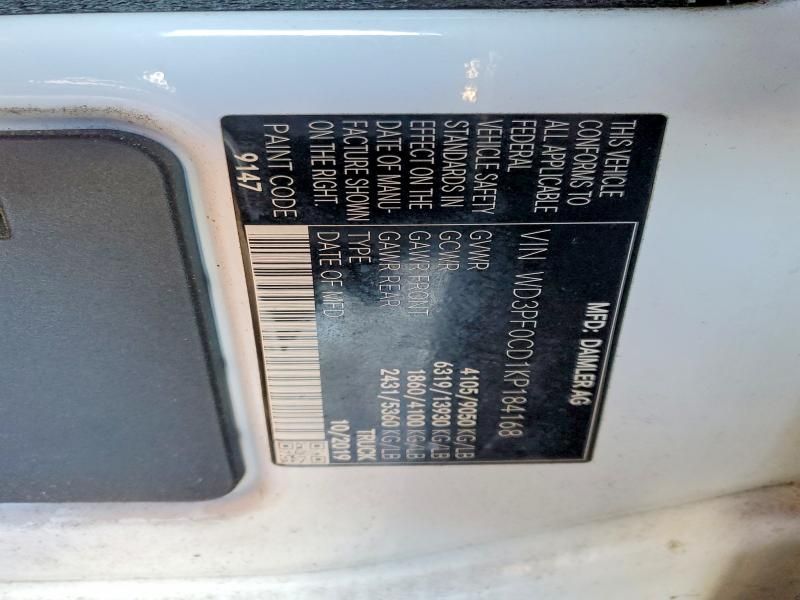 MFD: DAIMLER AG
VIN WD3PF0CD1KP184168
THIS VEHICLE
CONFORMS TO
ALL APPLICABLE
FEDERAL
VEHICLE SAFETY
STANDARDS IN
EFFECT ON THE
DATE OF MANU-
FACTURE SHOWN
ON THE RIGHT.
GVWR 4105/9050 KG/LB
GCWR 6319/13930 KG/LB
GAWR FRONT 1860/4100 KG/LB
GAWR REAR 2431/5360 KG/LB
TYPE TRUCK
DATE OF MFD 10/2019
PAINT CODE
9147